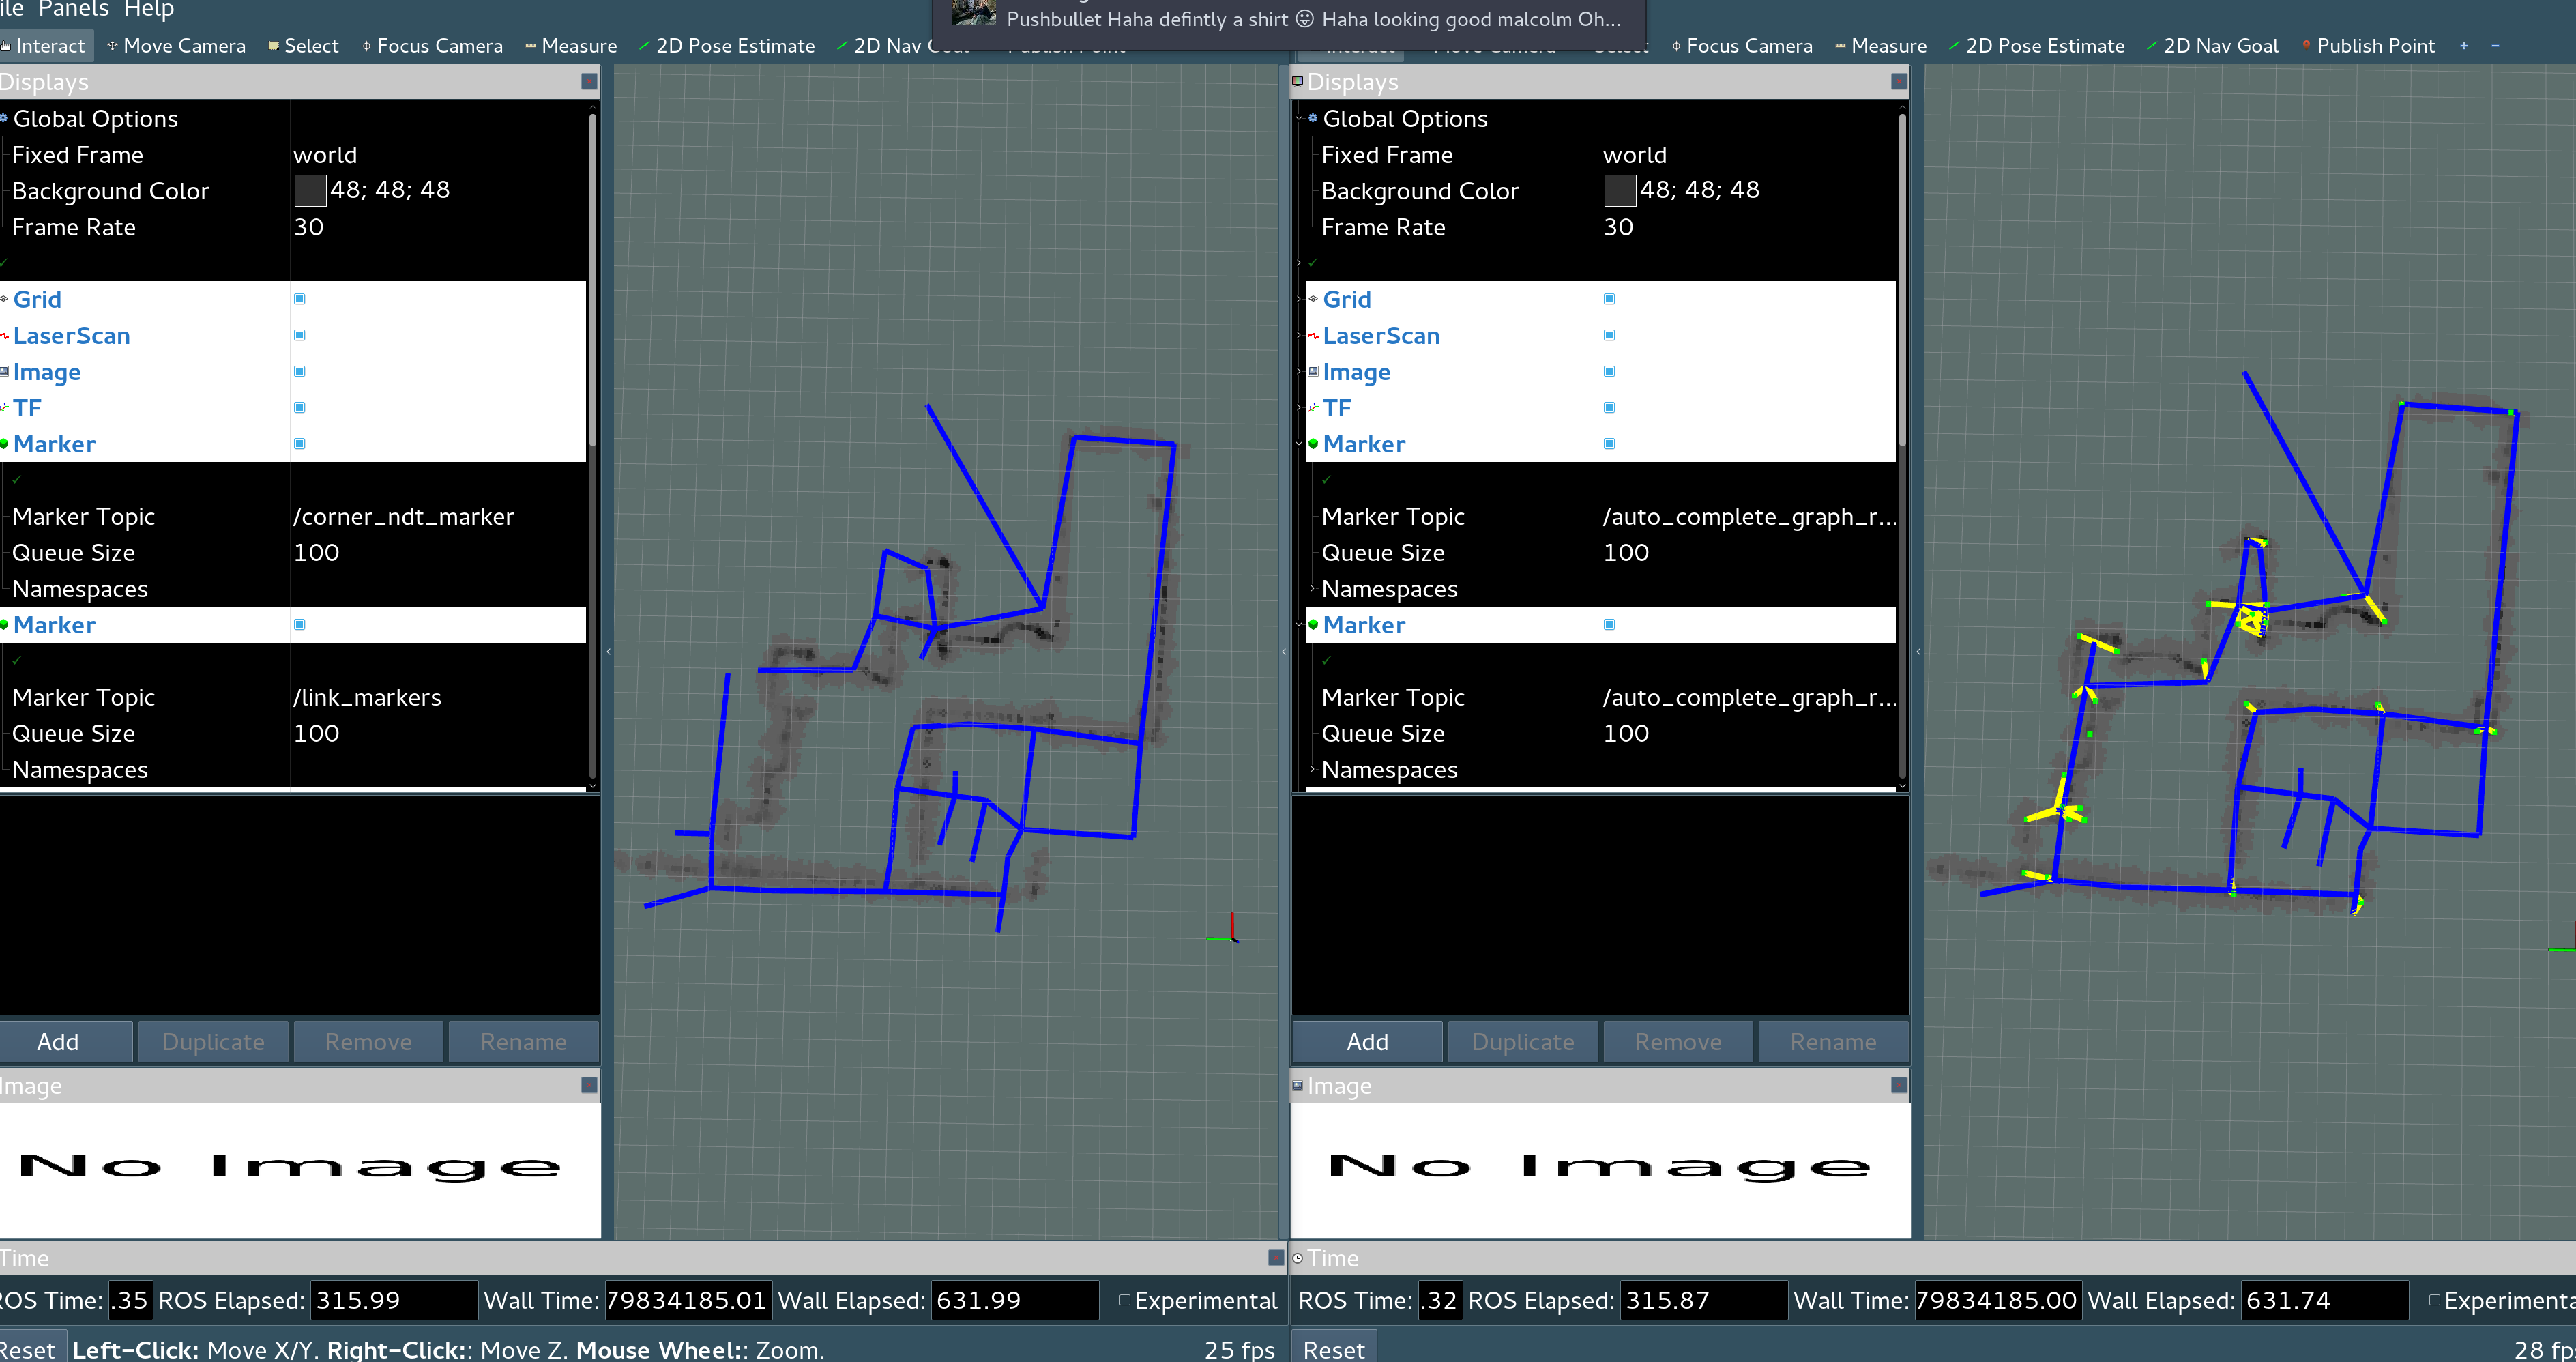 ile Panels Help
Pushbullet Haha defintly a shirt 😛 Haha looking good malcolm Oh...
Interact Move Camera Select Focus Camera Measure 2D Pose Estimate 2D Nav Goal Publish Point
Focus Camera Measure 2D Pose Estimate 2D Nav Goal Publish Point
Displays
Global Options
Fixed Frame world
Background Color 48; 48; 48
Frame Rate 30
Grid
LaserScan
Image
TF
Marker
Marker Topic /corner_ndt_marker
Queue Size 100
Namespaces
Marker
Marker Topic /link_markers
Queue Size 100
Namespaces
Add Duplicate Remove Rename
Image
No Image
Time
ROS Time: .35 ROS Elapsed: 315.99 Wall Time: 79834185.01 Wall Elapsed: 631.99 Experimental
Reset Left-Click: Move X/Y. Right-Click:: Move Z. Mouse Wheel:: Zoom. 25 fps
Displays
Global Options
Fixed Frame world
Background Color 48; 48; 48
Frame Rate 30
Grid
LaserScan
Image
TF
Marker
Marker Topic /auto_complete_graph_r...
Queue Size 100
Namespaces
Marker
Marker Topic /auto_complete_graph_r...
Queue Size 100
Namespaces
Add Duplicate Remove Rename
Image
No Image
Time
ROS Time: .32 ROS Elapsed: 315.87 Wall Time: 79834185.00 Wall Elapsed: 631.74 Experimenta
Reset 28 fp